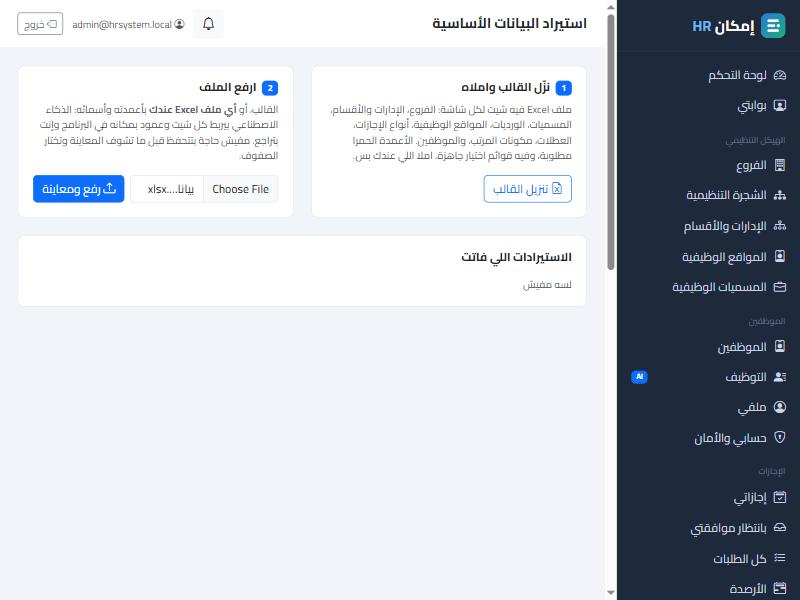 إمكان HR
لوحة التحكم
بوابتي
الهيكل التنظيمي
الفروع
الشجرة التنظيمية
الإدارات والأقسام
المواقع الوظيفية
المسميات الوظيفية
الموظفين
الموظفين
التوظيف AI
ملفي
حسابي والأمان
الإجازات
إجازاتي
بانتظار موافقتي
كل الطلبات
الأرصدة
استيراد البيانات الأساسية
admin@hrsystem.local
خروج
1 نزّل القالب واملاه
ملف Excel فيه شيت لكل شاشة: الفروع، الإدارات والأقسام،
المسميات، الورديات، المواقع الوظيفية، أنواع الإجازات،
العطلات، مكونات المرتب، والموظفين. الأعمدة الحمرا
مطلوبة، وفيه قوائم اختيار جاهزة. املا اللي عندك بس.
تنزيل القالب
2 ارفع الملف
القالب، أو أي ملف Excel عندك بأعمدته وأسمائه: الذكاء
الاصطناعي بيربط كل شيت وعمود بمكانه في البرنامج وإنت
بتراجع. مفيش حاجة بتتحفظ قبل ما تشوف المعاينة وتختار
الصفوف.
Choose File بيانا....xlsx
رفع ومعاينة
الاستيرادات اللي فاتت
لسه مفيش